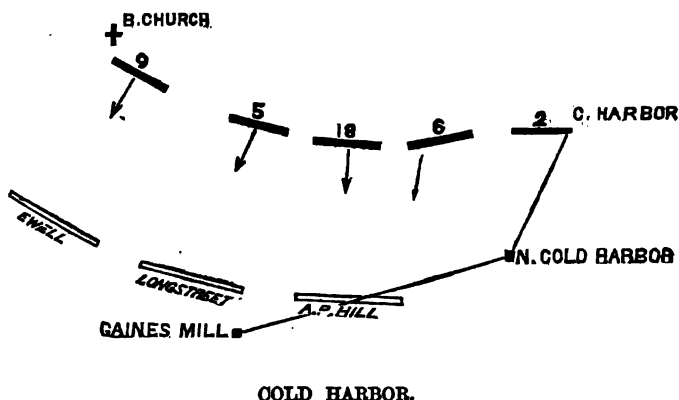 B. CHURCH
9
5
18
6
2
C. HARBOR
EWELL
LONGSTREET
A.P. HILL
N. COLD HARBOR
GAINES MILL
COLD HARBOR.